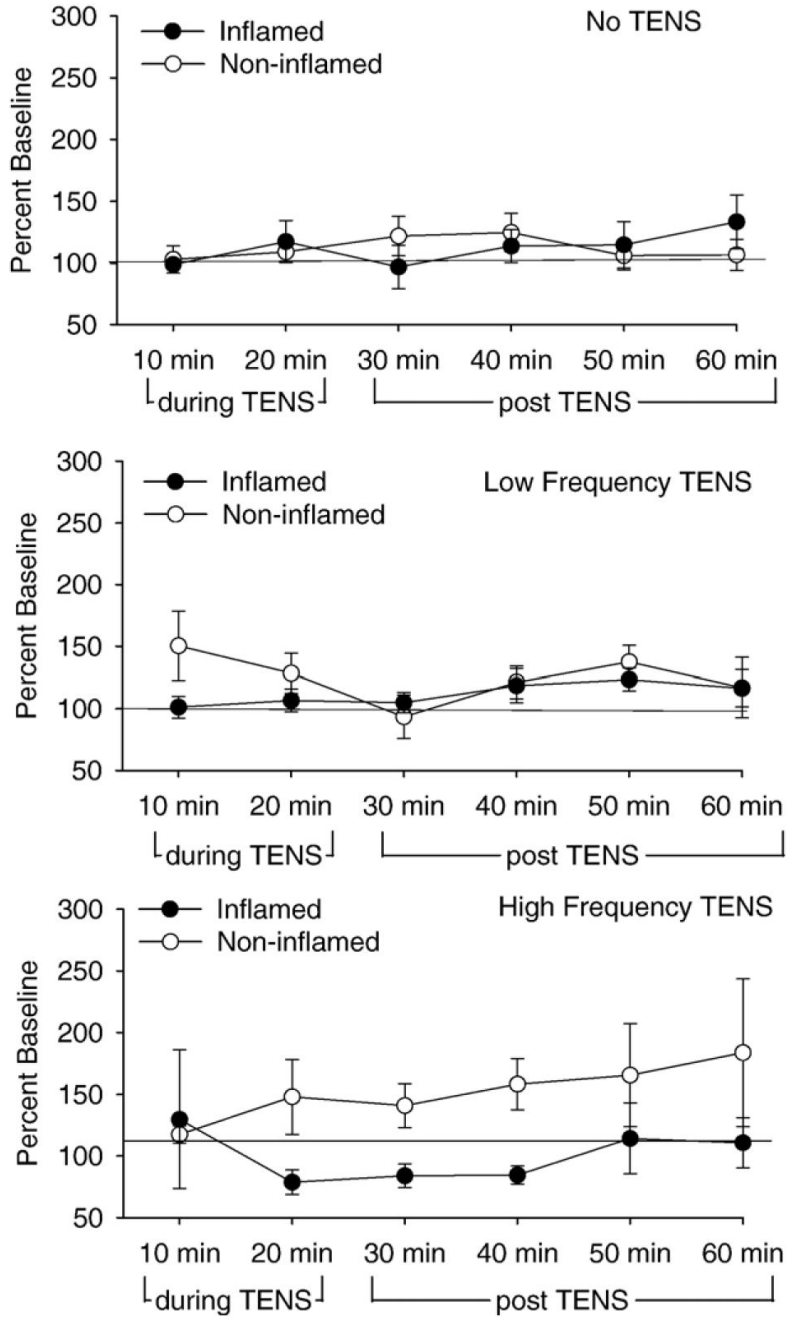 300
Inflamed
No TENS
Non-inflamed
250
200
Percent Baseline
150
100
50
10 min 20 min 30 min 40 min 50 min 60 min
during TENS post TENS
300
Inflamed
Low Frequency TENS
Non-inflamed
250
200
Percent Baseline
150
100
50
10 min 20 min 30 min 40 min 50 min 60 min
during TENS post TENS
300
Inflamed
High Frequency TENS
Non-inflamed
250
200
Percent Baseline
150
100
50
10 min 20 min 30 min 40 min 50 min 60 min
during TENS post TENS